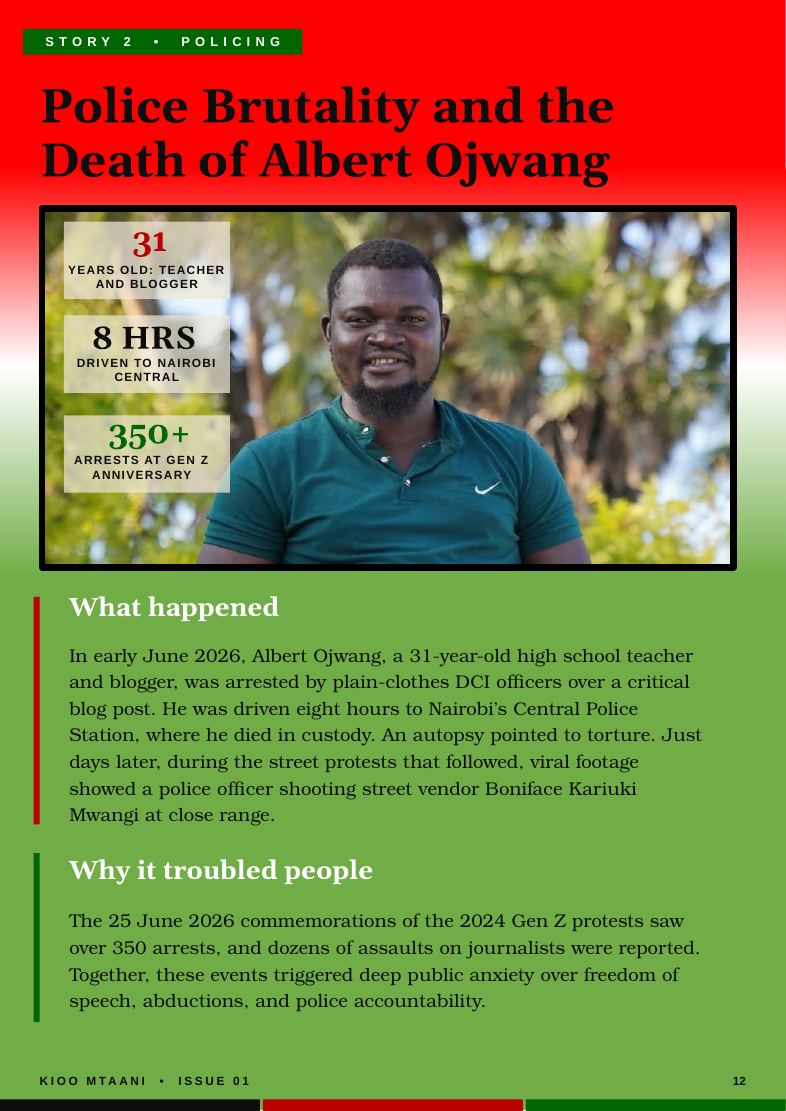 STORY 2 • POLICING
Police Brutality and the
Death of Albert Ojwang
31
YEARS OLD: TEACHER
AND BLOGGER
8 HRS
DRIVEN TO NAIROBI
CENTRAL
350+
ARRESTS AT GEN Z
ANNIVERSARY
What happened
In early June 2026, Albert Ojwang, a 31-year-old high school teacher
and blogger, was arrested by plain-clothes DCI officers over a critical
blog post. He was driven eight hours to Nairobi’s Central Police
Station, where he died in custody. An autopsy pointed to torture. Just
days later, during the street protests that followed, viral footage
showed a police officer shooting street vendor Boniface Kariuki
Mwangi at close range.
Why it troubled people
The 25 June 2026 commemorations of the 2024 Gen Z protests saw
over 350 arrests, and dozens of assaults on journalists were reported.
Together, these events triggered deep public anxiety over freedom of
speech, abductions, and police accountability.
KIOO MTAANI • ISSUE 01
12